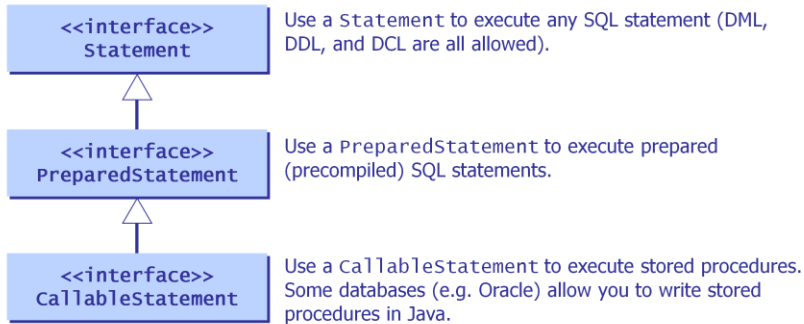 <<interface>>
Statement
Use a Statement to execute any SQL statement (DML,
DDL, and DCL are all allowed).
<<interface>>
PreparedStatement
Use a PreparedStatement to execute prepared
(precompiled) SQL statements.
<<interface>>
CallableStatement
Use a CallableStatement to execute stored procedures.
Some databases (e.g. Oracle) allow you to write stored
procedures in Java.